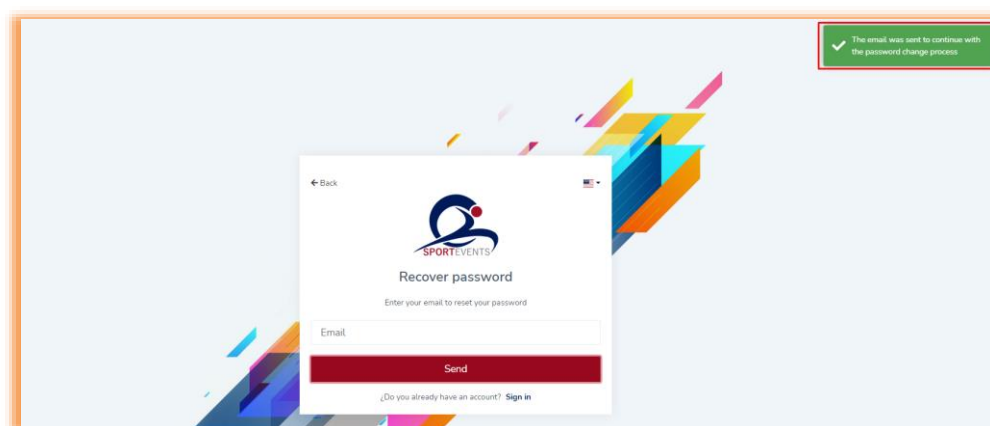 The email was sent to continue with
the password change process
Back
SPORTEVENTS
Recover password
Enter your email to reset your password
Email
Send
¿Do you already have an account? Sign in